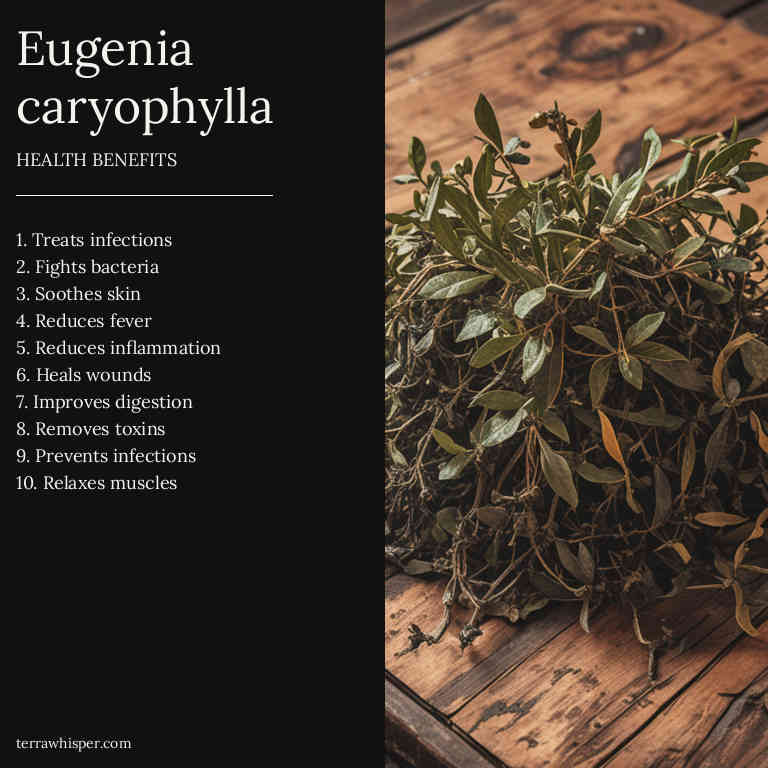 Eugenia
caryophylla
HEALTH BENEFITS
1. Treats infections
2. Fights bacteria
3. Soothes skin
4. Reduces fever
5. Reduces inflammation
6. Heals wounds
7. Improves digestion
8. Removes toxins
9. Prevents infections
10. Relaxes muscles
terrawhisper.com